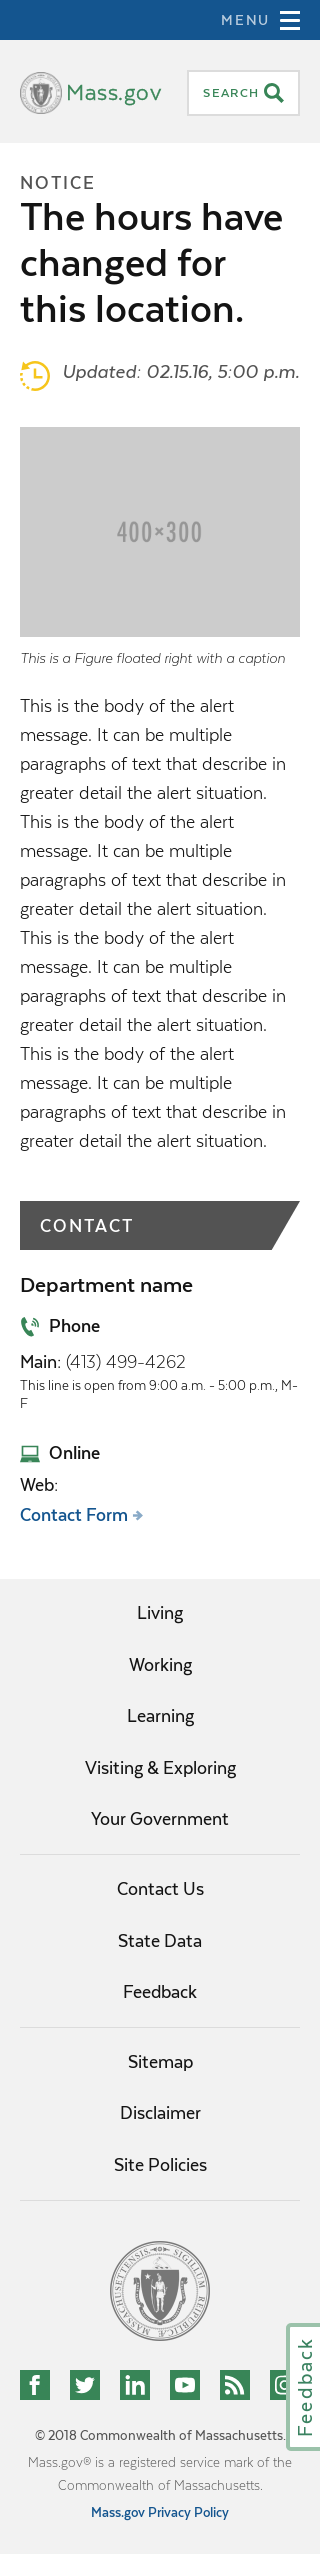 MENU
Mass.gov
SEARCH
NOTICE
The hours have
changed for
this location.
Updated: 02.15.16, 5:00 p.m.
400×300
This is a Figure floated right with a caption
This is the body of the alert
message. It can be multiple
paragraphs of text that describe in
greater detail the alert situation.
This is the body of the alert
message. It can be multiple
paragraphs of text that describe in
greater detail the alert situation.
This is the body of the alert
message. It can be multiple
paragraphs of text that describe in
greater detail the alert situation.
This is the body of the alert
message. It can be multiple
paragraphs of text that describe in
greater detail the alert situation.
CONTACT
Department name
Phone
Main: (413) 499-4262
This line is open from 9:00 a.m. - 5:00 p.m., M-
F
Online
Web:
Contact Form
Living
Working
Learning
Visiting & Exploring
Your Government
Contact Us
State Data
Feedback
Sitemap
Disclaimer
Site Policies
Feedback
© 2018 Commonwealth of Massachusetts.
Mass.gov® is a registered service mark of the
Commonwealth of Massachusetts.
Mass.gov Privacy Policy